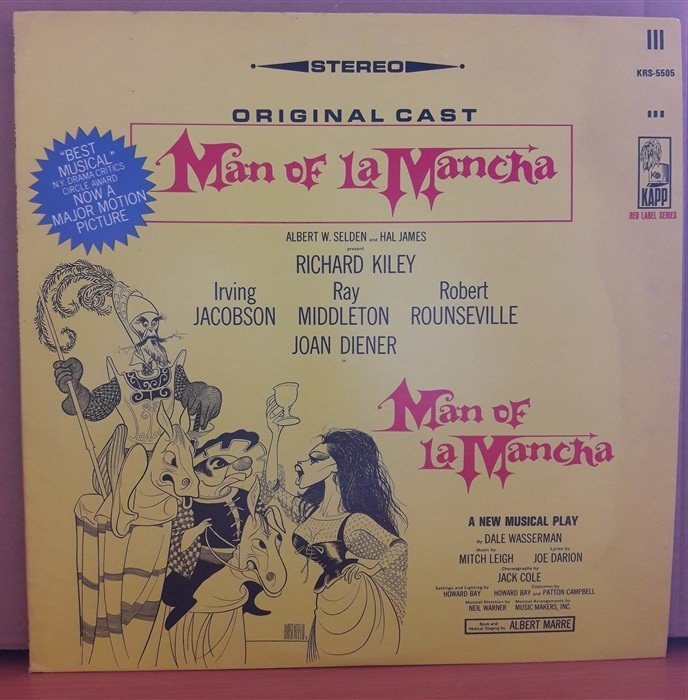 STEREO
KRS-5505
ORIGINAL CAST
"BEST
MUSICAL"
N.Y. DRAMA CRITICS
CIRCLE AWARD
NOW A
MAJOR MOTION
PICTURE
Man of La Mancha
KAPP
RED LABEL SERIES
ALBERT W. SELDEN and HAL JAMES
present
RICHARD KILEY
Irving Ray Robert
JACOBSON MIDDLETON ROUNSEVILLE
JOAN DIENER
in
Man of
La Mancha
A NEW MUSICAL PLAY
By DALE WASSERMAN
Music by Lyrics by
MITCH LEIGH JOE DARION
Choreography by
JACK COLE
Settings and Lighting by Costumes by
HOWARD BAY HOWARD BAY and PATTON CAMPBELL
Musical Direction by Musical Arrangements by
NEIL WARNER MUSIC MAKERS, INC.
Book and
Musical Staging by ALBERT MARRE
HIRSCHFELD